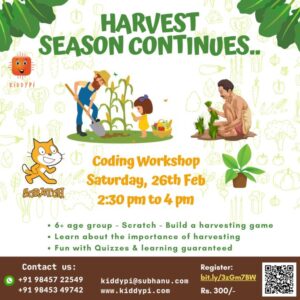 HARVEST
SEASON CONTINUES..
KIDDYPI
Coding Workshop
Saturday, 26th Feb
2:30 pm to 4 pm
SCRATCH
6+ age group - Scratch - Build a harvesting game
Learn about the importance of harvesting
Fun with Quizzes & learning guaranteed
Contact us:
+91 98457 22549
+91 98453 49742
kiddypi@subhanu.com
www.kiddypi.com
Register:
bit.ly/3zGm7BW
Rs. 300/-